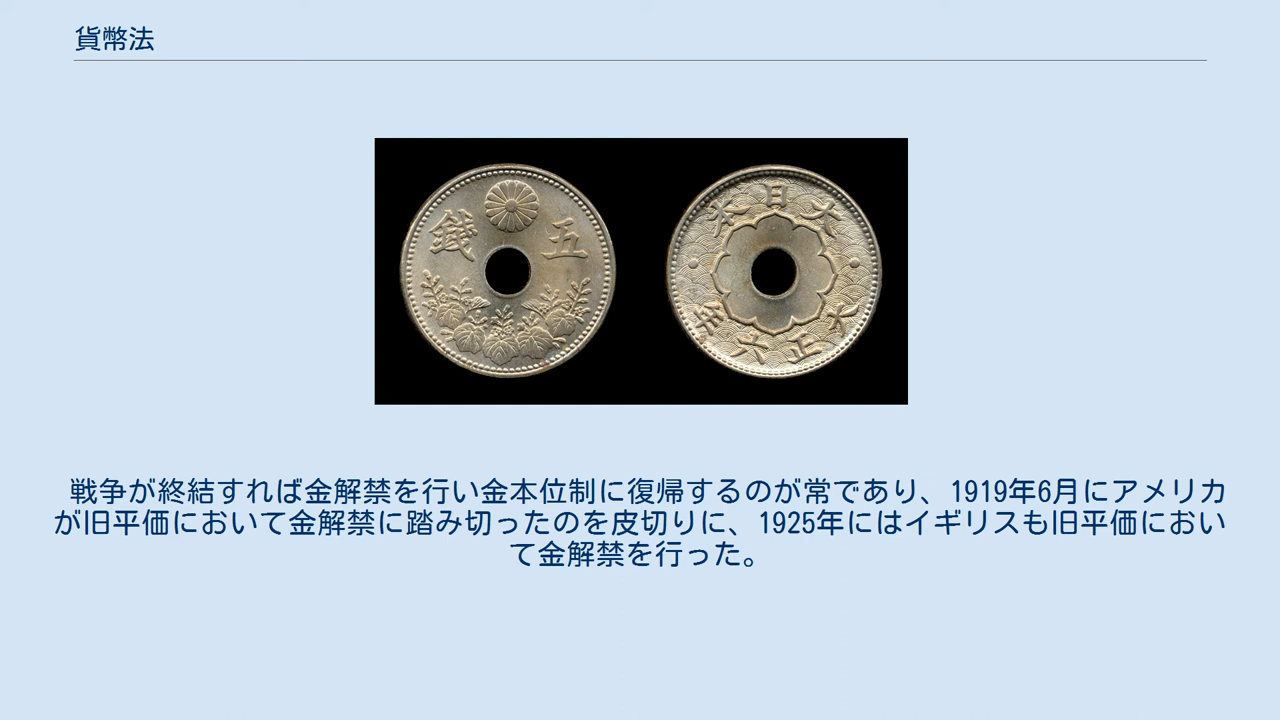 貨幣法
五
錢
大日本
大正六年
戦争が終結すれば金解禁を行い金本位制に復帰するのが常であり、1919年6月にアメリカ
が旧平価において金解禁に踏み切ったのを皮切りに、1925年にはイギリスも旧平価におい
て金解禁を行った。